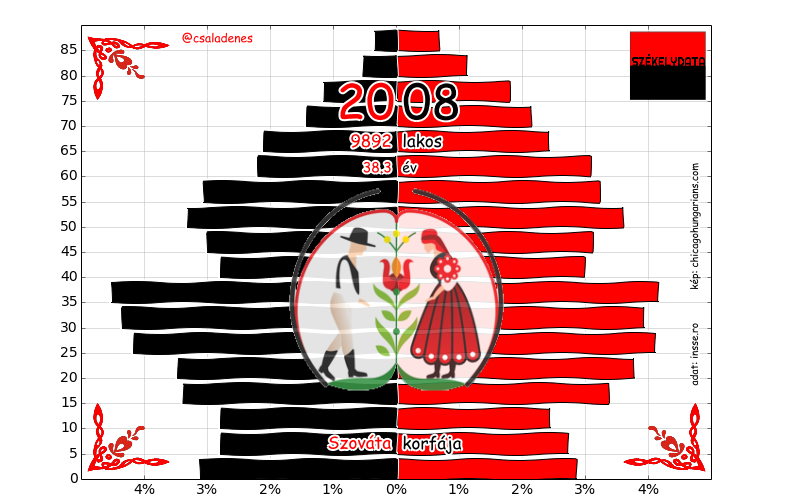 @csaladenes
SZÉKELYDATA
2008
9892 lakos
38.3 év
kép: chicagohungarians.com
adat: insse.ro
Szováta korfája
85
80
75
70
65
60
55
50
45
40
35
30
25
20
15
10
5
0
4% 3% 2% 1% 0% 1% 2% 3% 4%